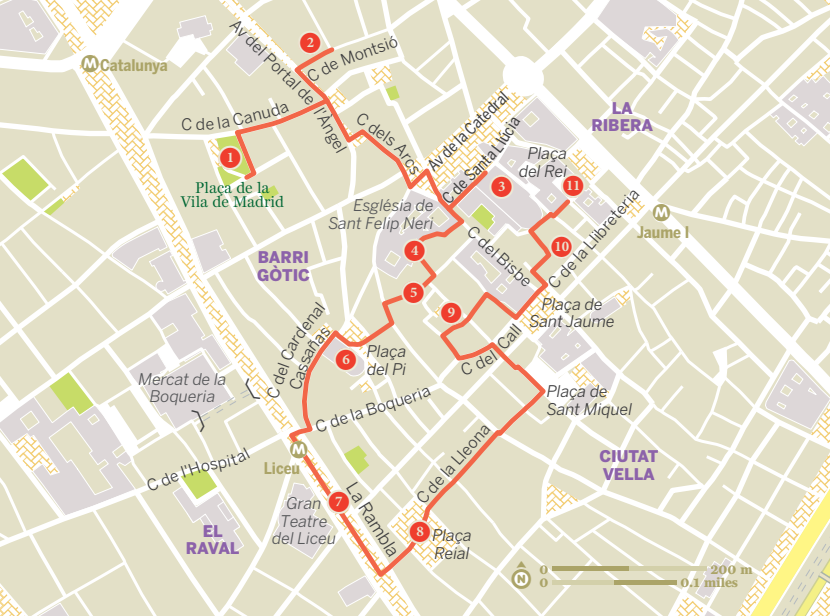 2
Av del Portal de l'Àngel
C de Montsió
M Catalunya
C de la Canuda
C dels Arcs
Av de la Catedral
C de Santa Llúcia
LA
RIBERA
1
Plaça de la
Vila de Madrid
Plaça
del Rei
3
11
Església de
Sant Felip Neri
M
Jaume I
4
C del Bisbe
10
C de la Llibreteria
BARRI
GÒTIC
5
9
Plaça de
Sant Jaume
C del Cardenal
Cassañas
6
Plaça
del Pi
C del Call
Mercat de la
Boqueria
C de la Boqueria
Plaça de
Sant Miquel
M
Liceu
C de l'Hospital
C de la Lleona
CIUTAT
VELLA
7
La Rambla
Gran
Teatre
del Liceu
8
Plaça
Reial
EL
RAVAL
N
0 200 m
0 0.1 miles